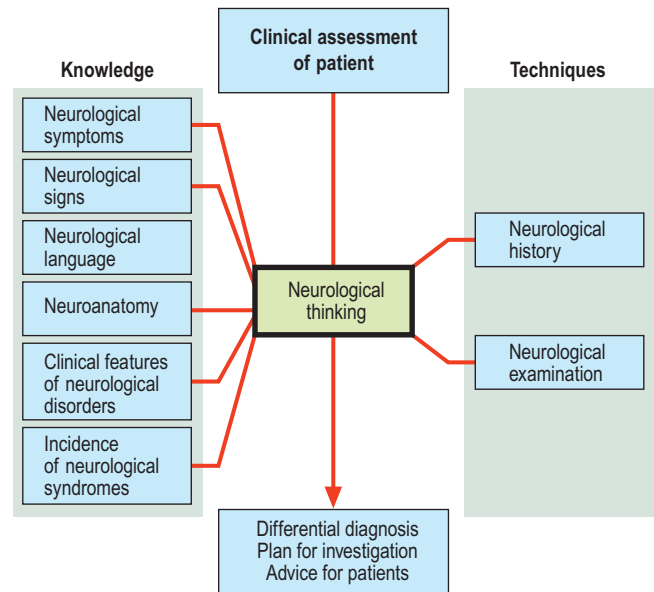 Clinical assessment
of patient
Knowledge
Techniques
Neurological
symptoms
Neurological
signs
Neurological
language
Neuroanatomy
Clinical features
of neurological
disorders
Incidence
of neurological
syndromes
Neurological
thinking
Neurological
history
Neurological
examination
Differential diagnosis
Plan for investigation
Advice for patients